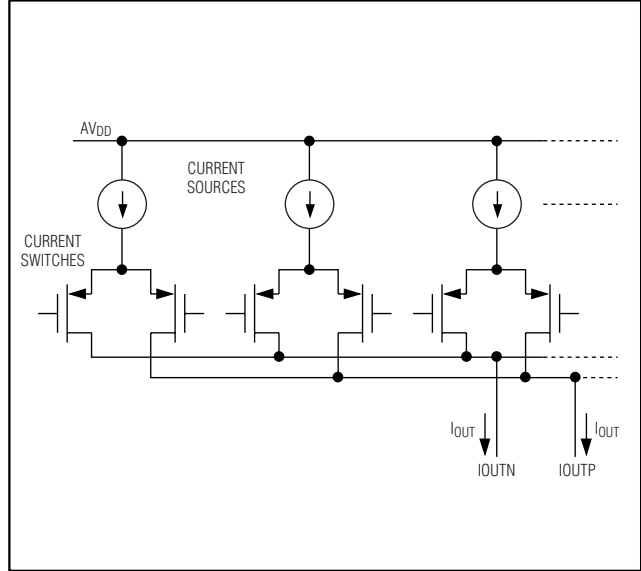 AVDD
CURRENT
SOURCES
CURRENT
SWITCHES
IOUT
IOUT
IOUTN
IOUTP